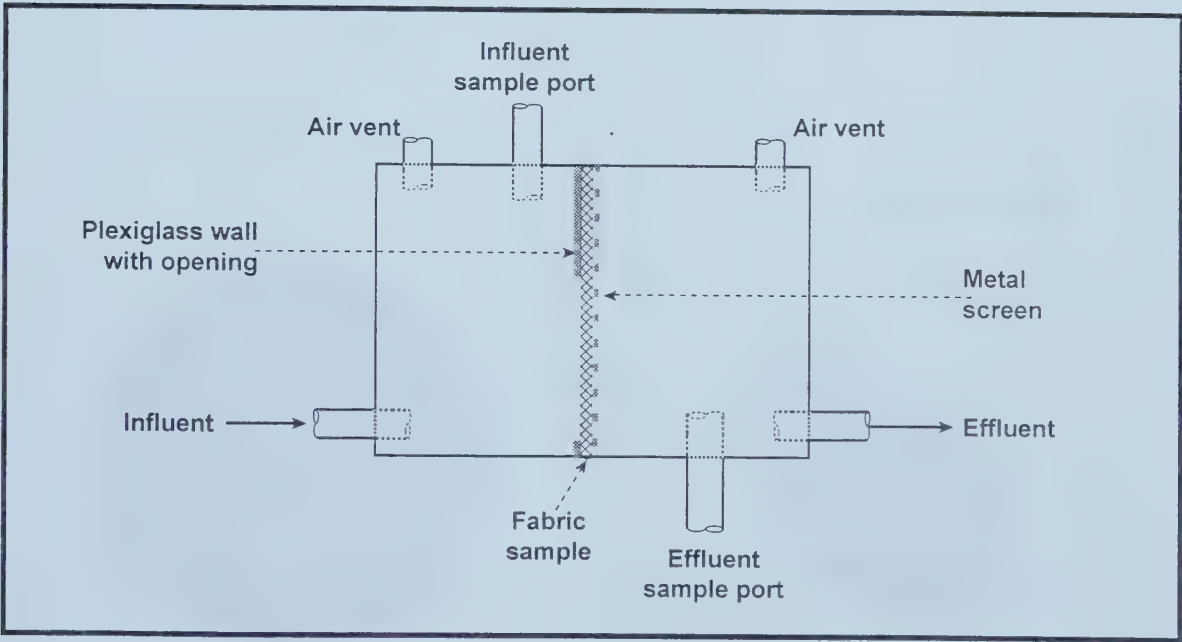 Influent
sample port
Air vent
Air vent
Plexiglass wall
with opening
Metal
screen
Influent
Effluent
Fabric
sample
Effluent
sample port